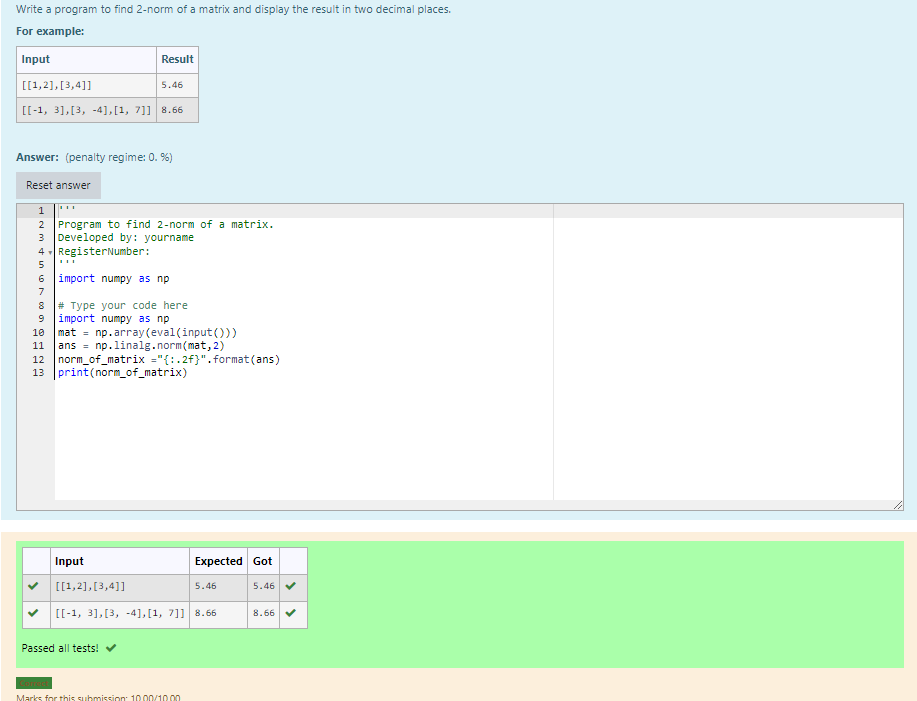 Write a program to find 2-norm of a matrix and display the result in two decimal places.
For example:
Input Result
[[1,2],[3,4]] 5.46
[[-1, 3],[3, -4],[1, 7]] 8.66
Answer: (penalty regime: 0. %)
Reset answer
1 '''
2 Program to find 2-norm of a matrix.
3 Developed by: yourname
4 RegisterNumber:
5 '''
6 import numpy as np
7
8 # Type your code here
9 import numpy as np
10 mat = np.array(eval(input()))
11 ans = np.linalg.norm(mat,2)
12 norm_of_matrix ="{:.2f}".format(ans)
13 print(norm_of_matrix)
Input Expected Got
[[1,2],[3,4]] 5.46 5.46
[[-1, 3],[3, -4],[1, 7]] 8.66 8.66
Passed all tests!
Marks for this submission: 10.00/10.00.